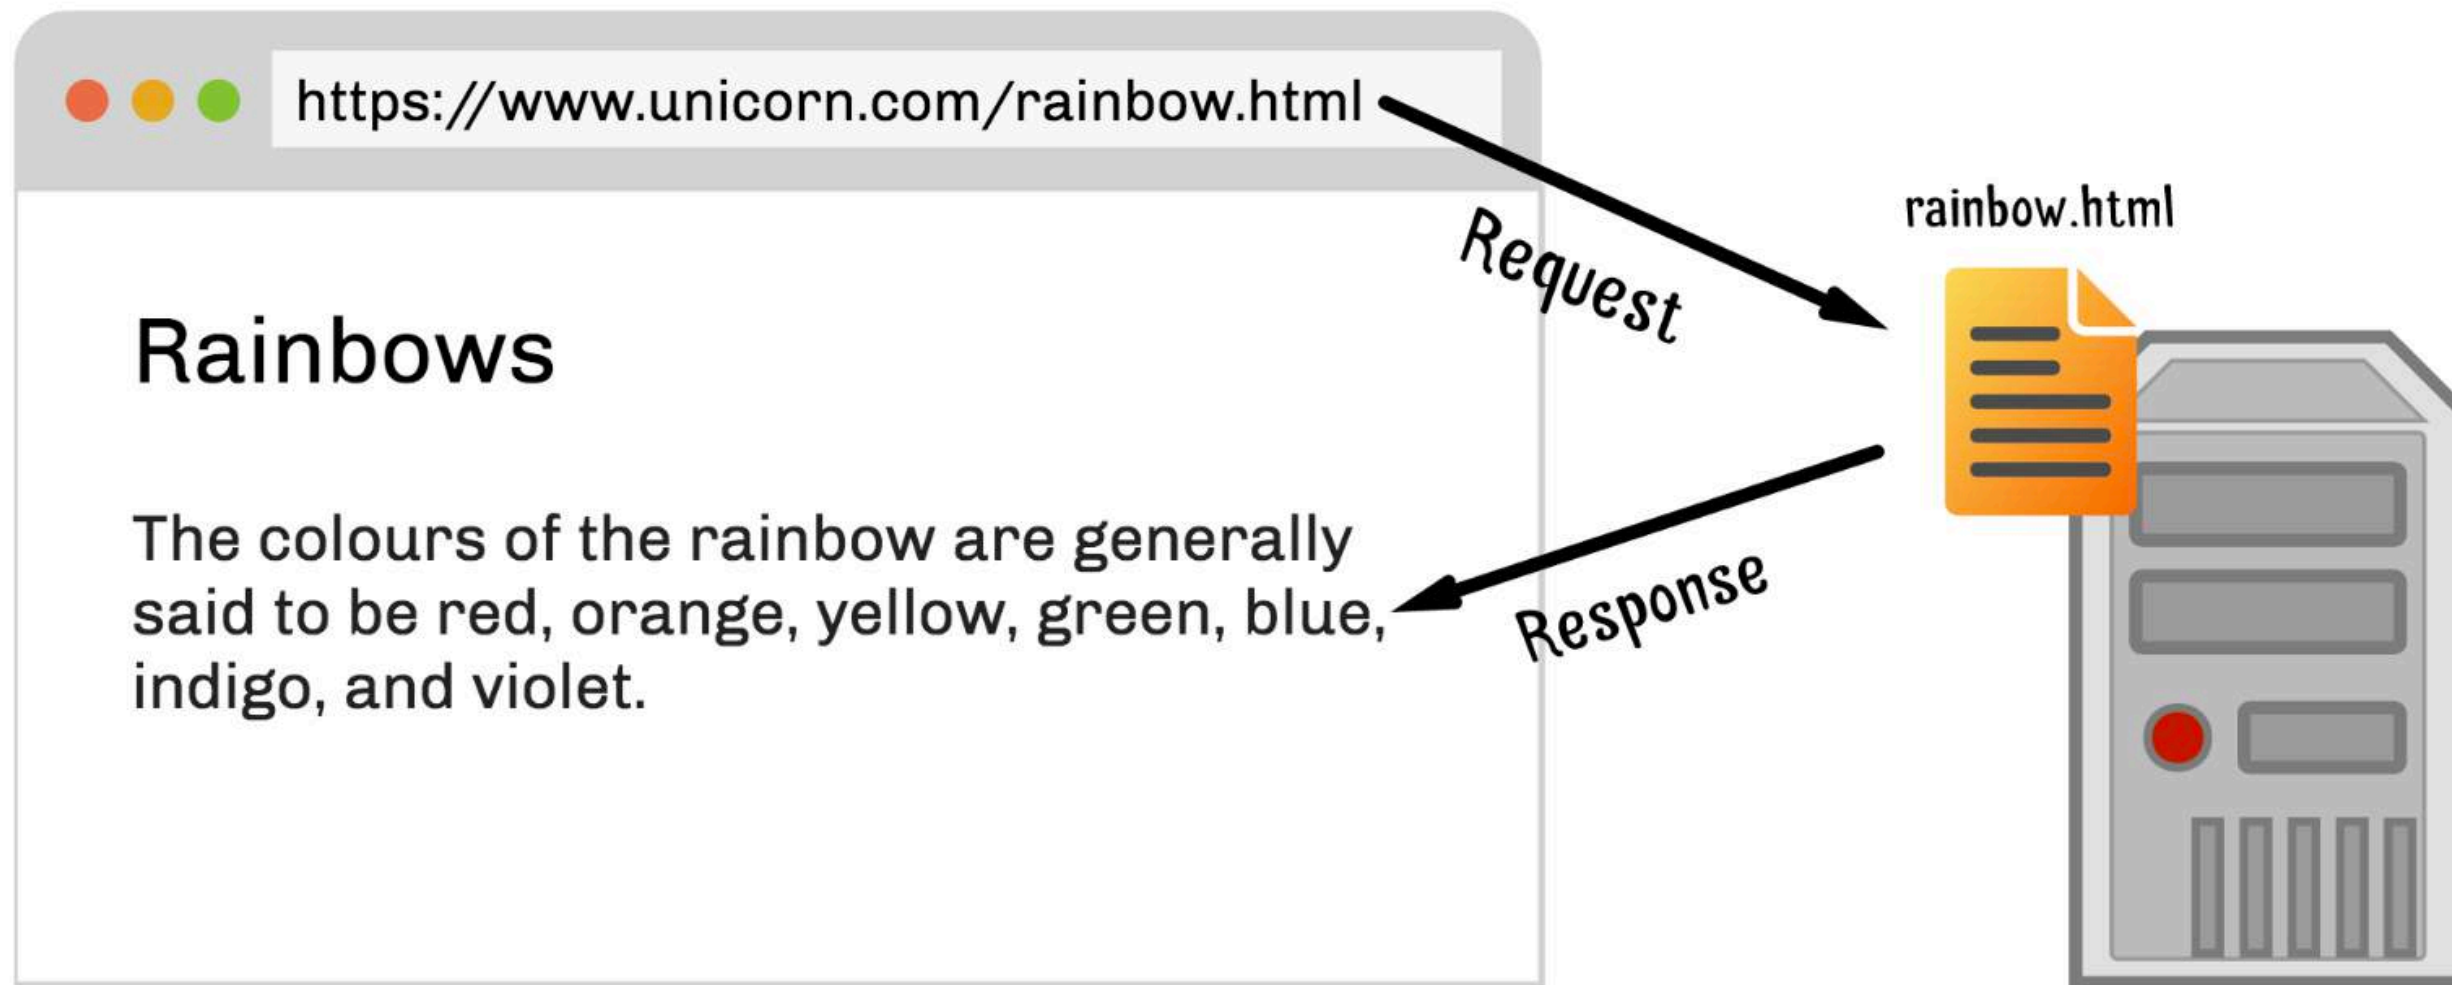 https://www.unicorn.com/rainbow.html
rainbow.html
Request
Rainbows
The colours of the rainbow are generally
said to be red, orange, yellow, green, blue,
indigo, and violet.
Response